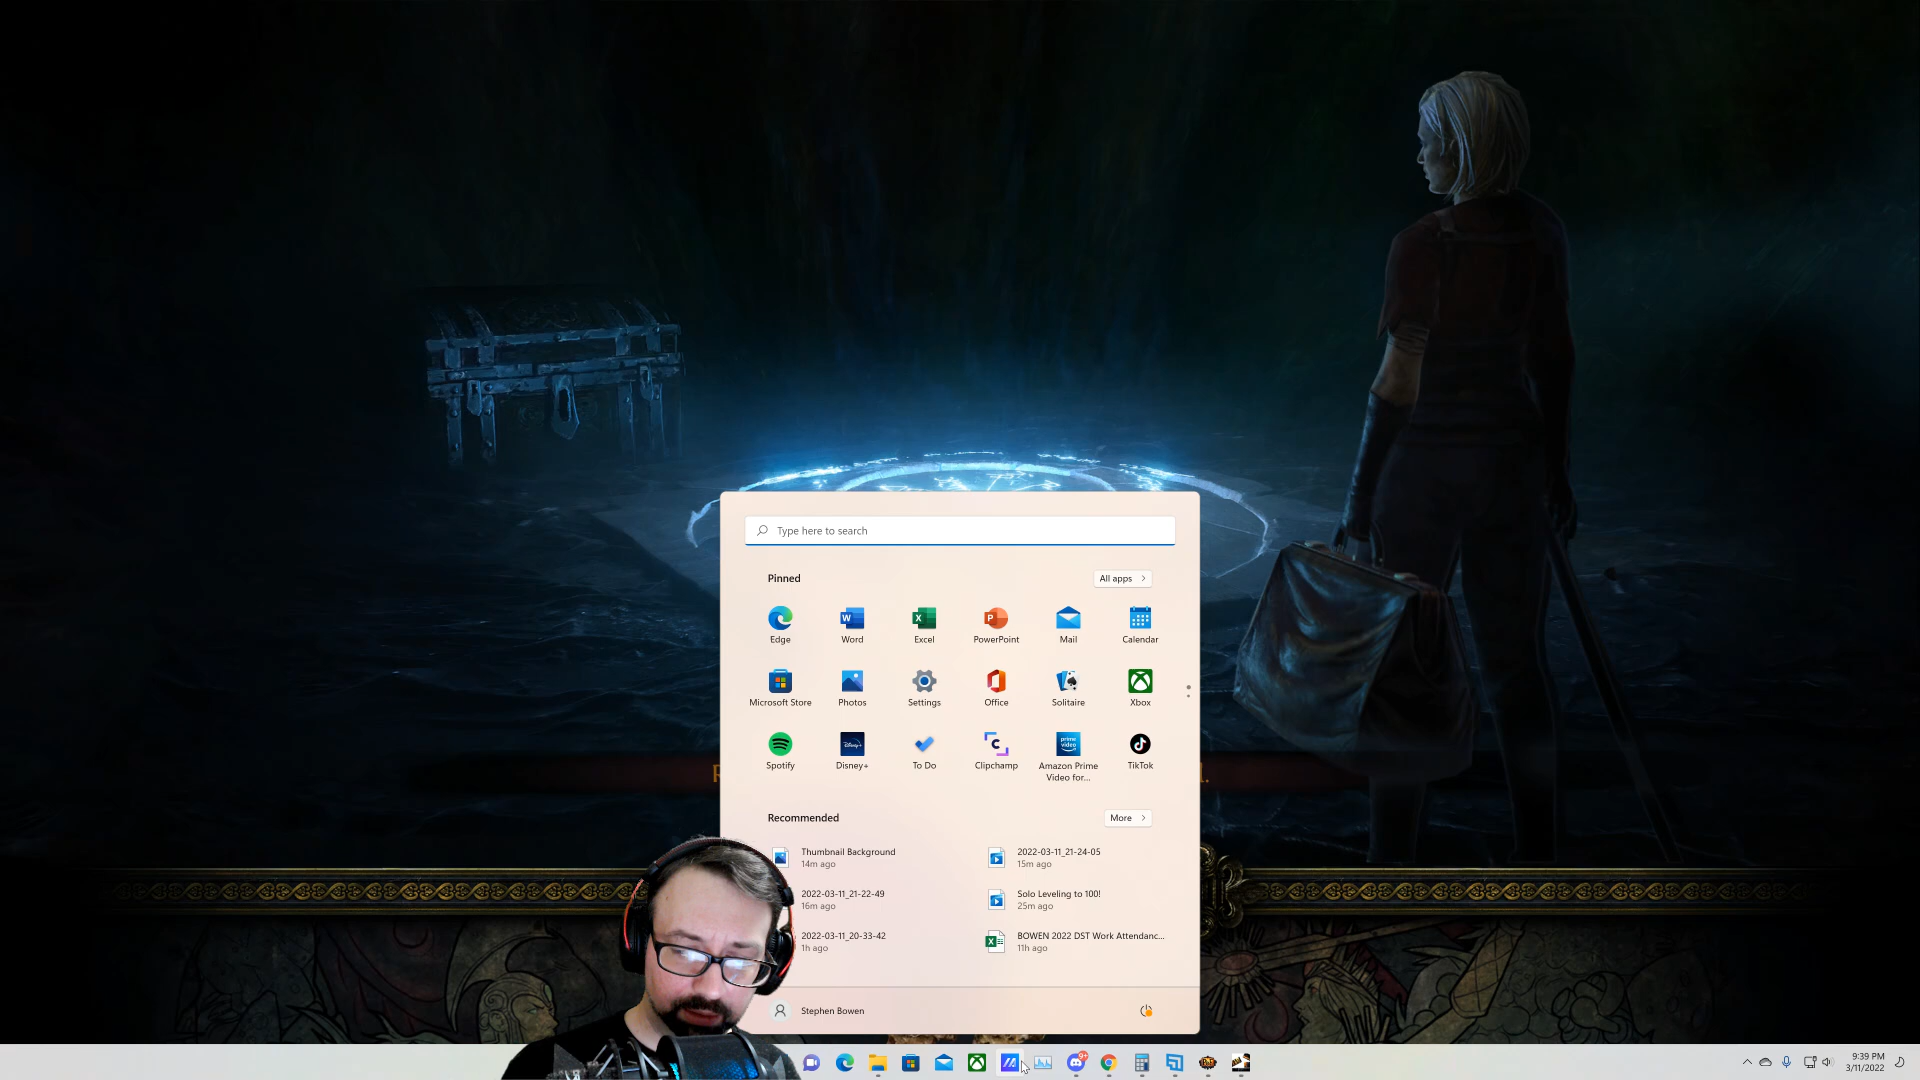 Type here to search
Pinned
All apps
Edge
Word
Excel
PowerPoint
Mail
Calendar
Microsoft Store
Photos
Settings
Office
Solitaire
Xbox
Spotify
Disney+
To Do
Clipchamp
Amazon Prime
Video for...
TikTok
Recommended
More
Thumbnail Background
14m ago
2022-03-11_21-24-05
15m ago
2022-03-11_21-22-49
16m ago
Solo Leveling to 100!
25m ago
2022-03-11_20-33-42
1h ago
BOWEN 2022 DST Work Attendanc...
11h ago
Stephen Bowen
9:39 PM
3/11/2022